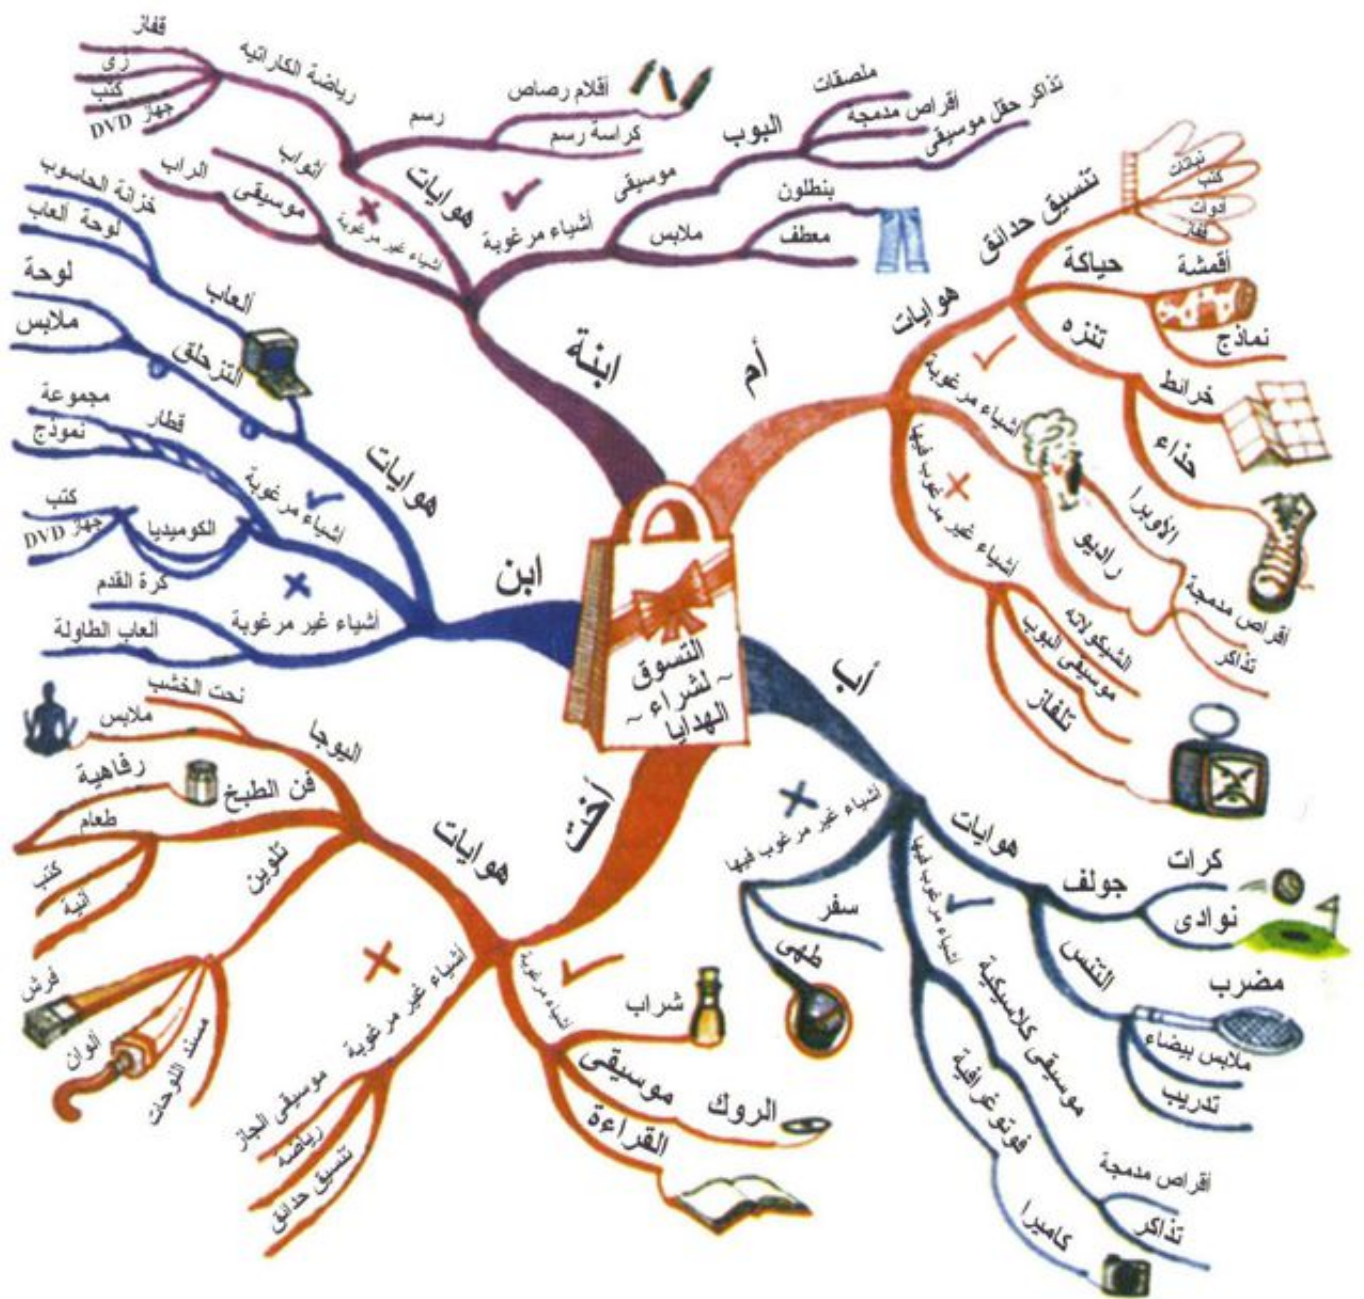 التسوق
~ لشراء ~
الهدايا
أم
هوايات
تنسيق حدائق
نباتات
كتب
أدوات
قفاز
حياكة
أقمشة
نماذج
تنزه
خرائط
حذاء
أشياء مرغوبة
الأوبرا
راديو
أقراص مدمجة
تذاكر
أشياء غير مرغوب فيها
الشيكولاته
موسيقى البوب
تلفاز
أب
هوايات
جولف
كرات
نوادى
التنس
مضرب
ملابس بيضاء
تدريب
أشياء مرغوب فيها
موسيقى كلاسيكية
أقراص مدمجة
تذاكر
فوتوغرافية
كاميرا
أشياء غير مرغوب فيها
سفر
طهى
أخت
أشياء مرغوبة
شراب
موسيقى
الروك
القراءة
أشياء غير مرغوبة
موسيقى الجاز
رياضه
تنسيق حدائق
هوايات
اليوجا
نحت الخشب
ملابس
فن الطبخ
رفاهية
طعام
كتب
آنية
تلوين
فرش
ألوان
مسند اللوحات
ابن
أشياء غير مرغوبة
كرة القدم
ألعاب الطاولة
أشياء مرغوبة
قطار
مجموعة
نموذج
الكوميديا
كتب
جهاز DVD
هوايات
ألعاب
خزانة الحاسوب
لوحة ألعاب
التزحلق
لوحة
ملابس
ابنة
هوايات
رياضة الكاراتيه
قفاز
زى
كتب
جهاز DVD
رسم
أقلام رصاص
كراسة رسم
أشياء غير مرغوبة
أثواب
موسيقى
الراب
أشياء مرغوبة
موسيقى
البوب
ملصقات
أقراص مدمجة
تذاكر حقل موسيقى
ملابس
بنطلون
معطف